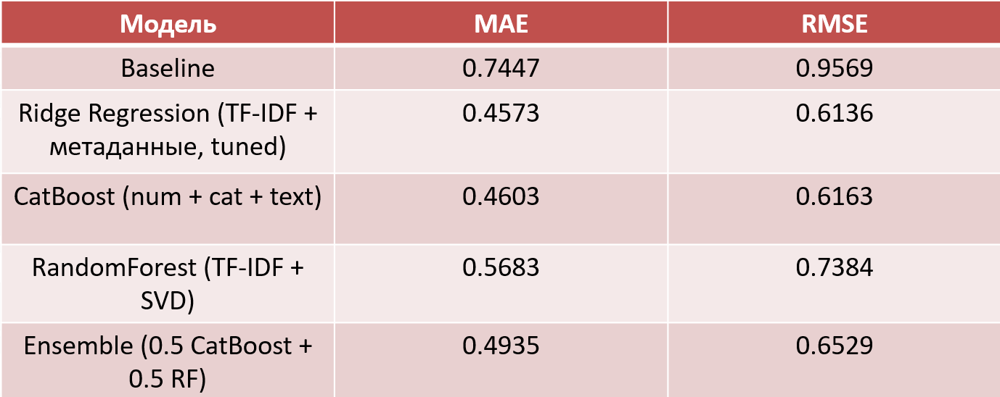 Модель MAE RMSE
Baseline 0.7447 0.9569
Ridge Regression (TF-IDF + 0.4573 0.6136
метаданные, tuned)
CatBoost (num + cat + text) 0.4603 0.6163
RandomForest (TF-IDF + 0.5683 0.7384
SVD)
Ensemble (0.5 CatBoost + 0.4935 0.6529
0.5 RF)